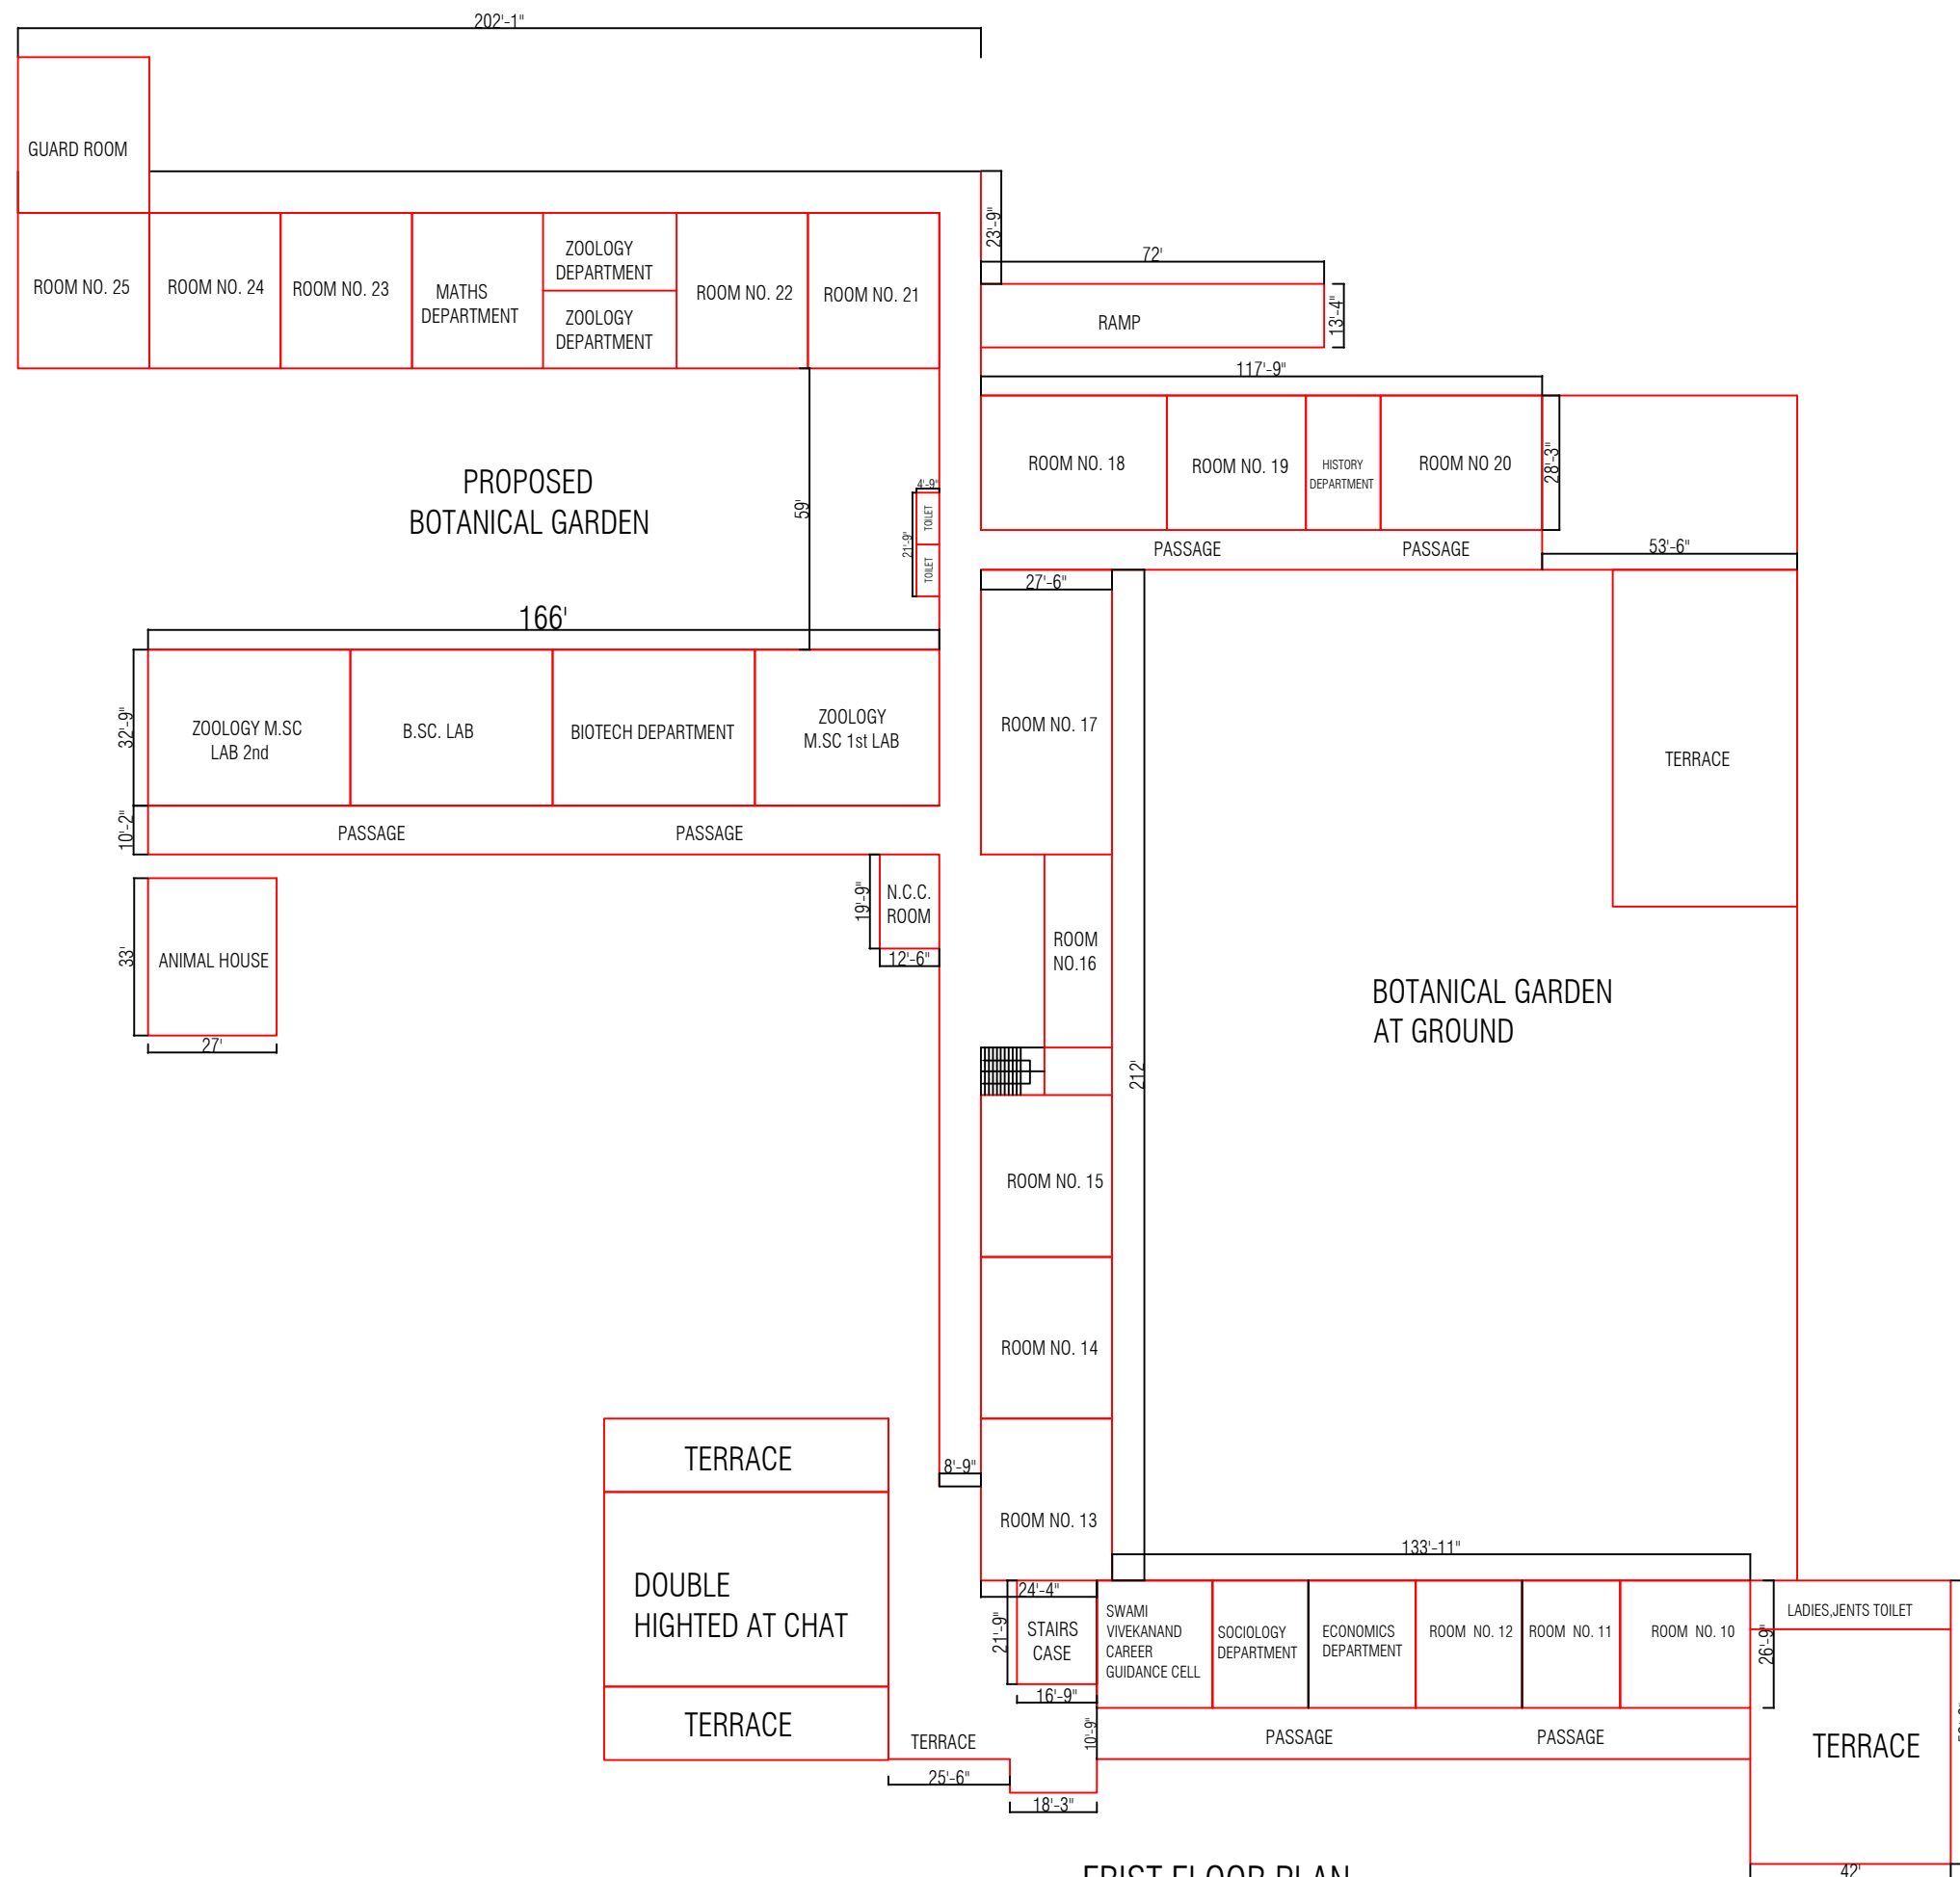 202'-1"
GUARD ROOM
23'-9"
72'
13'-4"
RAMP
ROOM NO. 25
ROOM NO. 24
ROOM NO. 23
MATHS
DEPARTMENT
ZOOLOGY
DEPARTMENT
ZOOLOGY
DEPARTMENT
ROOM NO. 22
ROOM NO. 21
117'-9"
ROOM NO. 18
ROOM NO. 19
HISTORY
DEPARTMENT
ROOM NO 20
28'-3"
PROPOSED
BOTANICAL GARDEN
59'
4'-9"
21'-9"
TOILET
TOILET
PASSAGE
PASSAGE
53'-6"
27'-6"
166'
32'-9"
ZOOLOGY M.SC
LAB 2nd
B.SC. LAB
BIOTECH DEPARTMENT
ZOOLOGY
M.SC 1st LAB
ROOM NO. 17
TERRACE
10'-2"
PASSAGE
PASSAGE
19'-9"
N.C.C.
ROOM
12'-6"
33'
ANIMAL HOUSE
27'
ROOM
NO.16
BOTANICAL GARDEN
AT GROUND
212'
ROOM NO. 15
ROOM NO. 14
TERRACE
8'-9"
ROOM NO. 13
133'-11"
DOUBLE
HIGHTED AT CHAT
24'-4"
21'-9"
STAIRS
CASE
16'-9"
SWAMI
VIVEKANAND
CAREER
GUIDANCE CELL
SOCIOLOGY
DEPARTMENT
ECONOMICS
DEPARTMENT
ROOM NO. 12
ROOM NO. 11
ROOM NO. 10
26'-9"
LADIES,JENTS TOILET
TERRACE
TERRACE
10'-9"
PASSAGE
PASSAGE
TERRACE
25'-6"
18'-3"
42'
FRIST FLOOR PLAN